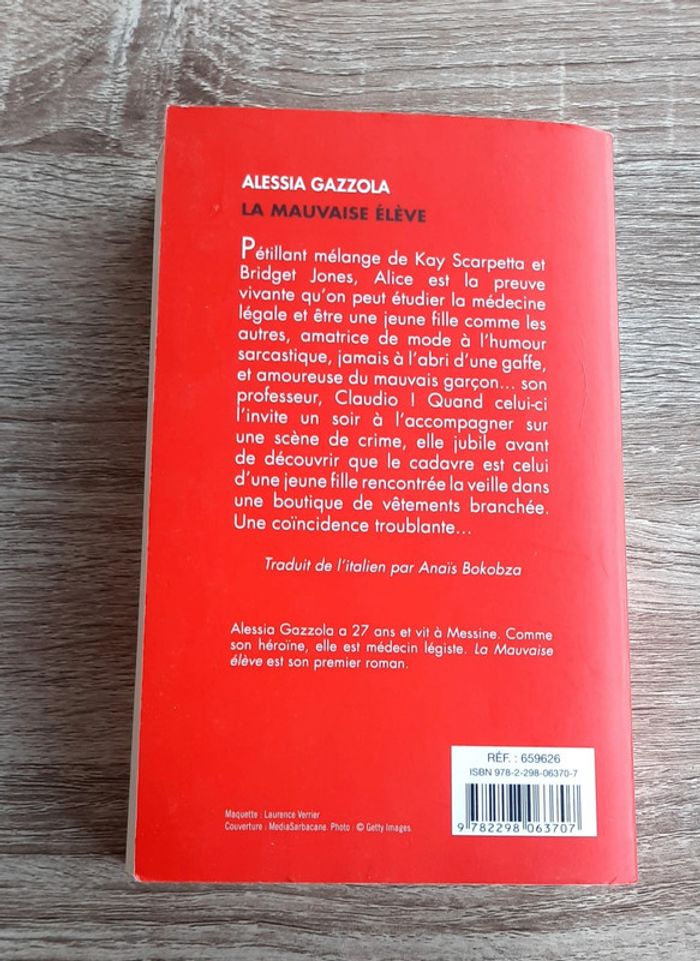 ALESSIA GAZZOLA
LA MAUVAISE ÉLÈVE
Pétillant mélange de Kay Scarpetta et
Bridget Jones, Alice est la preuve
vivante qu'on peut étudier la médecine
légale et être une jeune fille comme les
autres, amatrice de mode à l'humour
sarcastique, jamais à l'abri d'une gaffe,
et amoureuse du mauvais garçon... son
professeur, Claudio ! Quand celui-ci
l'invite un soir à l'accompagner sur
une scène de crime, elle jubile avant
de découvrir que le cadavre est celui
d'une jeune fille rencontrée la veille dans
une boutique de vêtements branchée.
Une coïncidence troublante...
Traduit de l'italien par Anaïs Bokobza
Alessia Gazzola a 27 ans et vit à Messine. Comme
son héroïne, elle est médecin légiste. La Mauvaise
élève est son premier roman.
RÉF. : 659626
ISBN 978-2-298-06370-7
9 782298 063707
Maquette : Laurence Verrier
Couverture : MediaSarbacane. Photo : © Getty Images